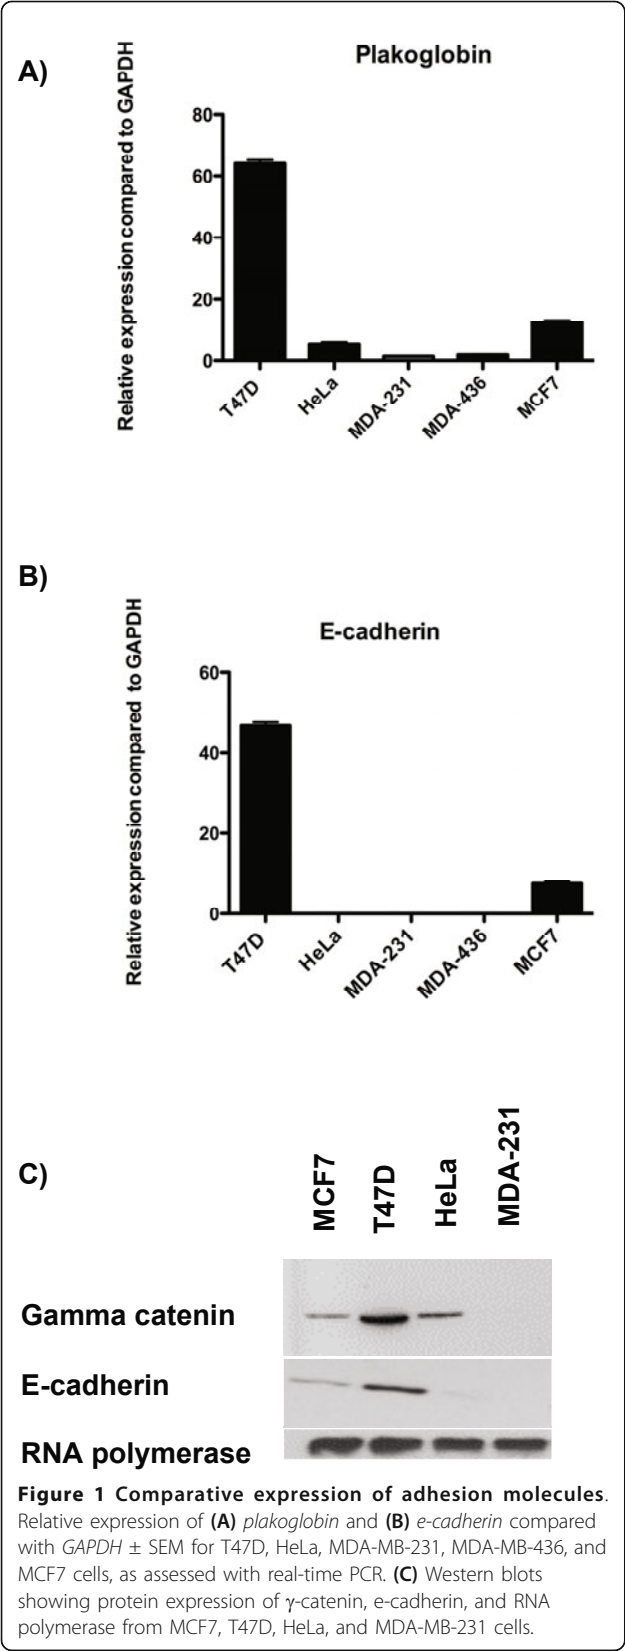 A)
Plakoglobin
Relative expression compared to GAPDH
80
60
40
20
0
T47D
HeLa
MDA-231
MDA-436
MCF7
B)
E-cadherin
Relative expression compared to GAPDH
60
40
20
0
T47D
HeLa
MDA-231
MDA-436
MCF7
C)
MCF7
T47D
HeLa
MDA-231
Gamma catenin
E-cadherin
RNA polymerase
Figure 1 Comparative expression of adhesion molecules.
Relative expression of (A) plakoglobin and (B) e-cadherin compared
with GAPDH ± SEM for T47D, HeLa, MDA-MB-231, MDA-MB-436, and
MCF7 cells, as assessed with real-time PCR. (C) Western blots
showing protein expression of γ-catenin, e-cadherin, and RNA
polymerase from MCF7, T47D, HeLa, and MDA-MB-231 cells.